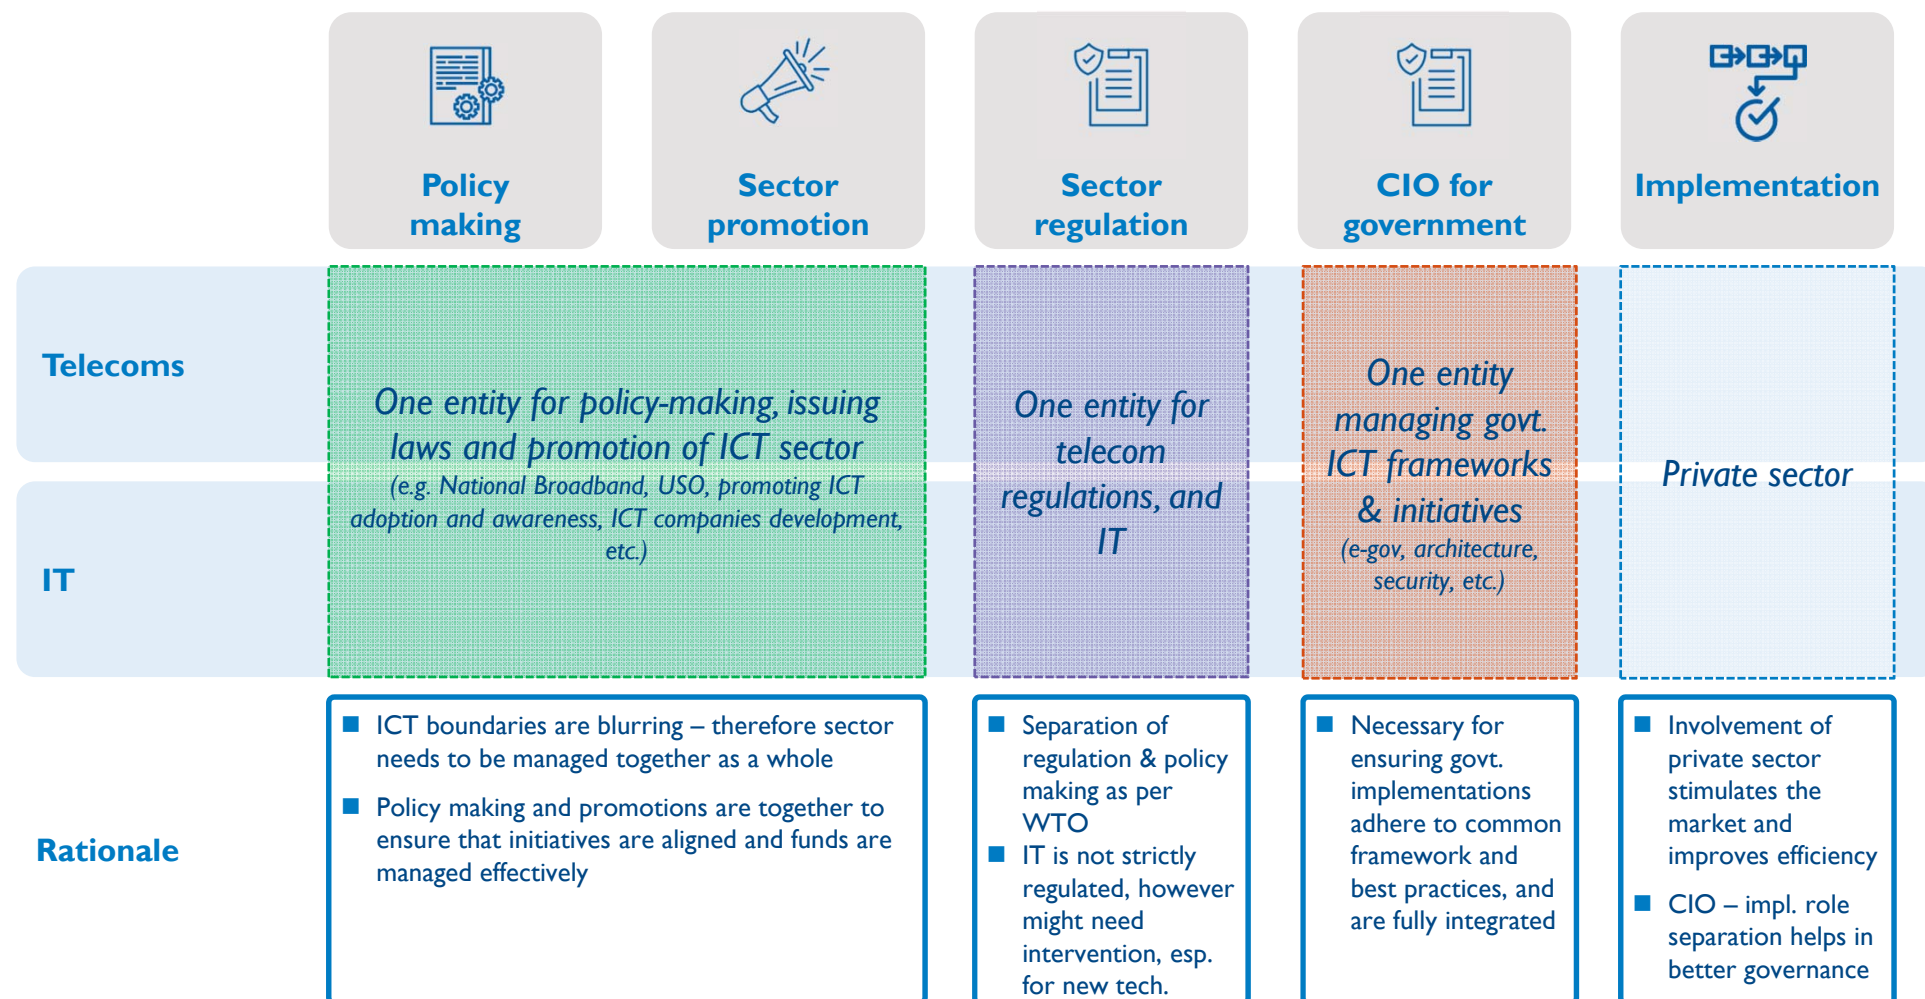 Policy
making
Sector
promotion
Sector
regulation
CIO for
government
Implementation
Telecoms
IT
One entity for policy-making, issuing
laws and promotion of ICT sector
(e.g. National Broadband, USO, promoting ICT
adoption and awareness, ICT companies development,
etc.)
One entity for
telecom
regulations, and
IT
One entity
managing govt.
ICT frameworks
& initiatives
(e-gov, architecture,
security, etc.)
Private sector
Rationale
■ ICT boundaries are blurring – therefore sector
needs to be managed together as a whole
■ Policy making and promotions are together to
ensure that initiatives are aligned and funds are
managed effectively
■ Separation of
regulation & policy
making as per
WTO
■ IT is not strictly
regulated, however
might need
intervention, esp.
for new tech.
■ Necessary for
ensuring govt.
implementations
adhere to common
framework and
best practices, and
are fully integrated
■ Involvement of
private sector
stimulates the
market and
improves efficiency
■ CIO – impl. role
separation helps in
better governance